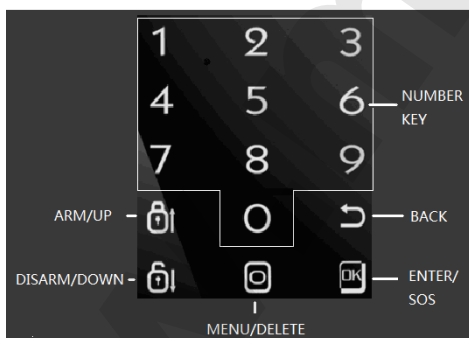 1 2 3
4 5 6
NUMBER
KEY
7 8 9
ARM/UP
0
BACK
DISARM/DOWN
OK
ENTER/
SOS
MENU/DELETE